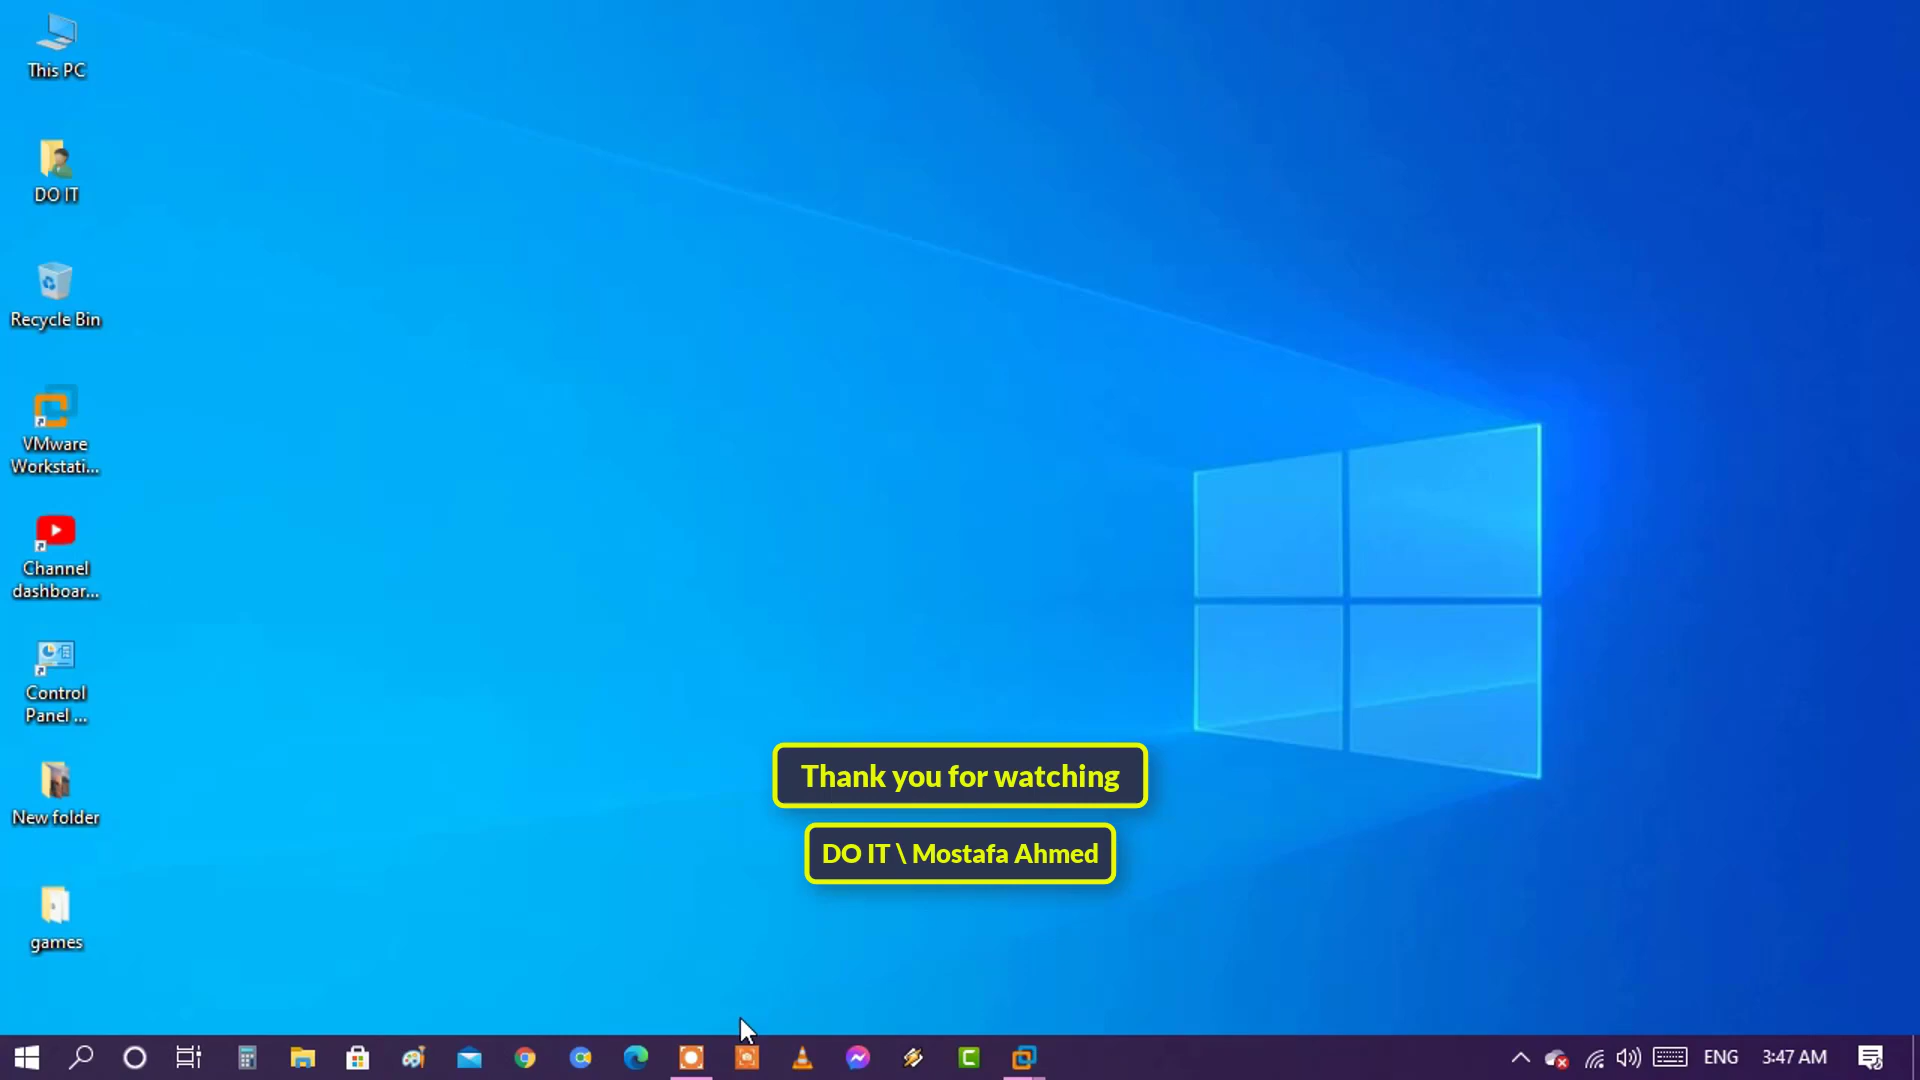 This PC
DO IT
Recycle Bin
VMware
Workstati...
Channel
dashboar...
Control
Panel ...
New folder
games
Thank you for watching
DO IT \ Mostafa Ahmed
ENG
3:47 AM